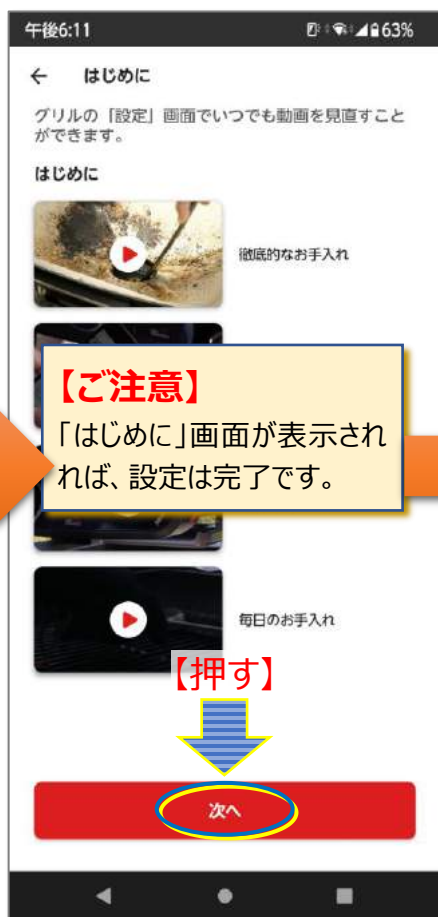 午後6:11
63%
← はじめに
グリルの「設定」画面でいつでも動画を見直すこと
ができます。
はじめに
徹底的なお手入れ
【ご注意】
「はじめに」画面が表示され
れば、設定は完了です。
毎日のお手入れ
【押す】
次へ